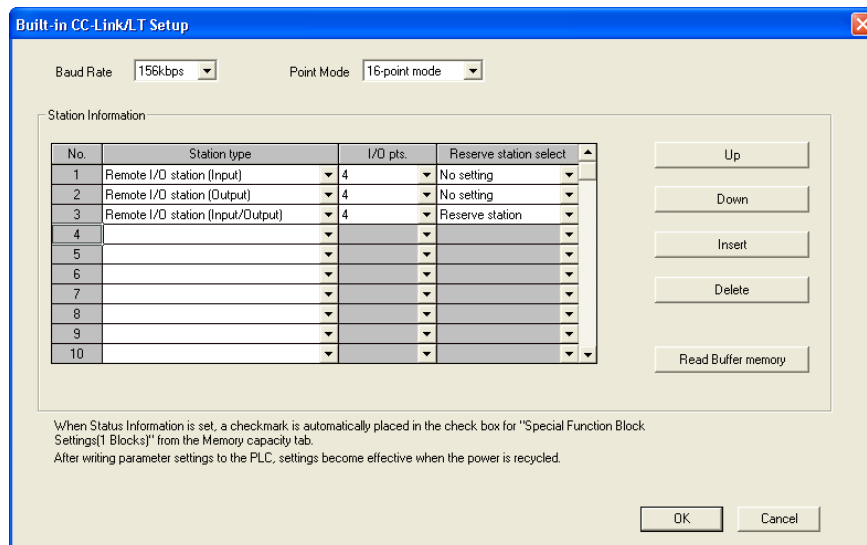 Built-in CC-Link/LT Setup
Baud Rate 156kbps Point Mode 16-point mode
Station Information
No. Station type I/O pts. Reserve station select
1 Remote I/O station (Input) 4 No setting
2 Remote I/O station (Output) 4 No setting
3 Remote I/O station (Input/Output) 4 Reserve station
4
5
6
7
8
9
10
Up
Down
Insert
Delete
Read Buffer memory
When Status Information is set, a checkmark is automatically placed in the check box for "Special Function Block
Settings(1 Blocks)" from the Memory capacity tab.
After writing parameter settings to the PLC, settings become effective when the power is recycled.
OK Cancel